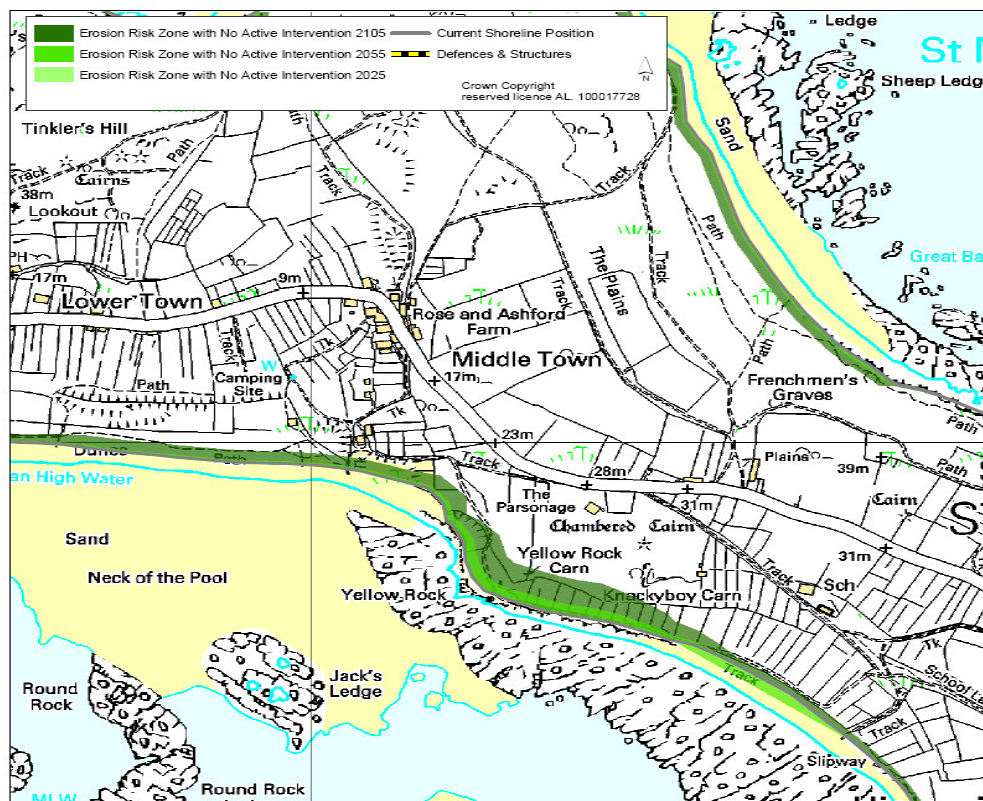 Erosion Risk Zone with No Active Intervention 2105
Current Shoreline Position
Erosion Risk Zone with No Active Intervention 2055
Defences & Structures
Erosion Risk Zone with No Active Intervention 2025
Crown Copyright
reserved licence AL. 100017728
N
Ledge
St
Sheep Ledg
Sand
Tinkler's Hill
Path
Track
Cairns
38m
Lookout
PH
17m
Lower Town
9m
Track
Track
The Plains
Track
Track
Path
Great Ba
Rose and Ashford
Farm
Middle Town
Track
Tk
W
Camping
Site
17m
Path
Path
Frenchmen's
Graves
Path
Tk
23m
Dunes
Path
Track
28m
Plains
39m
Path
an High Water
The
Parsonage
31m
Cairn
Chambered Cairn
S
Sand
Yellow Rock
Carn
31m
Neck of the Pool
Yellow Rock
Knackyboy Carn
Track
Sch
Tk
Jack's
Ledge
Track
School La
Round
Rock
Track
Slipway
Round Rock
MLW